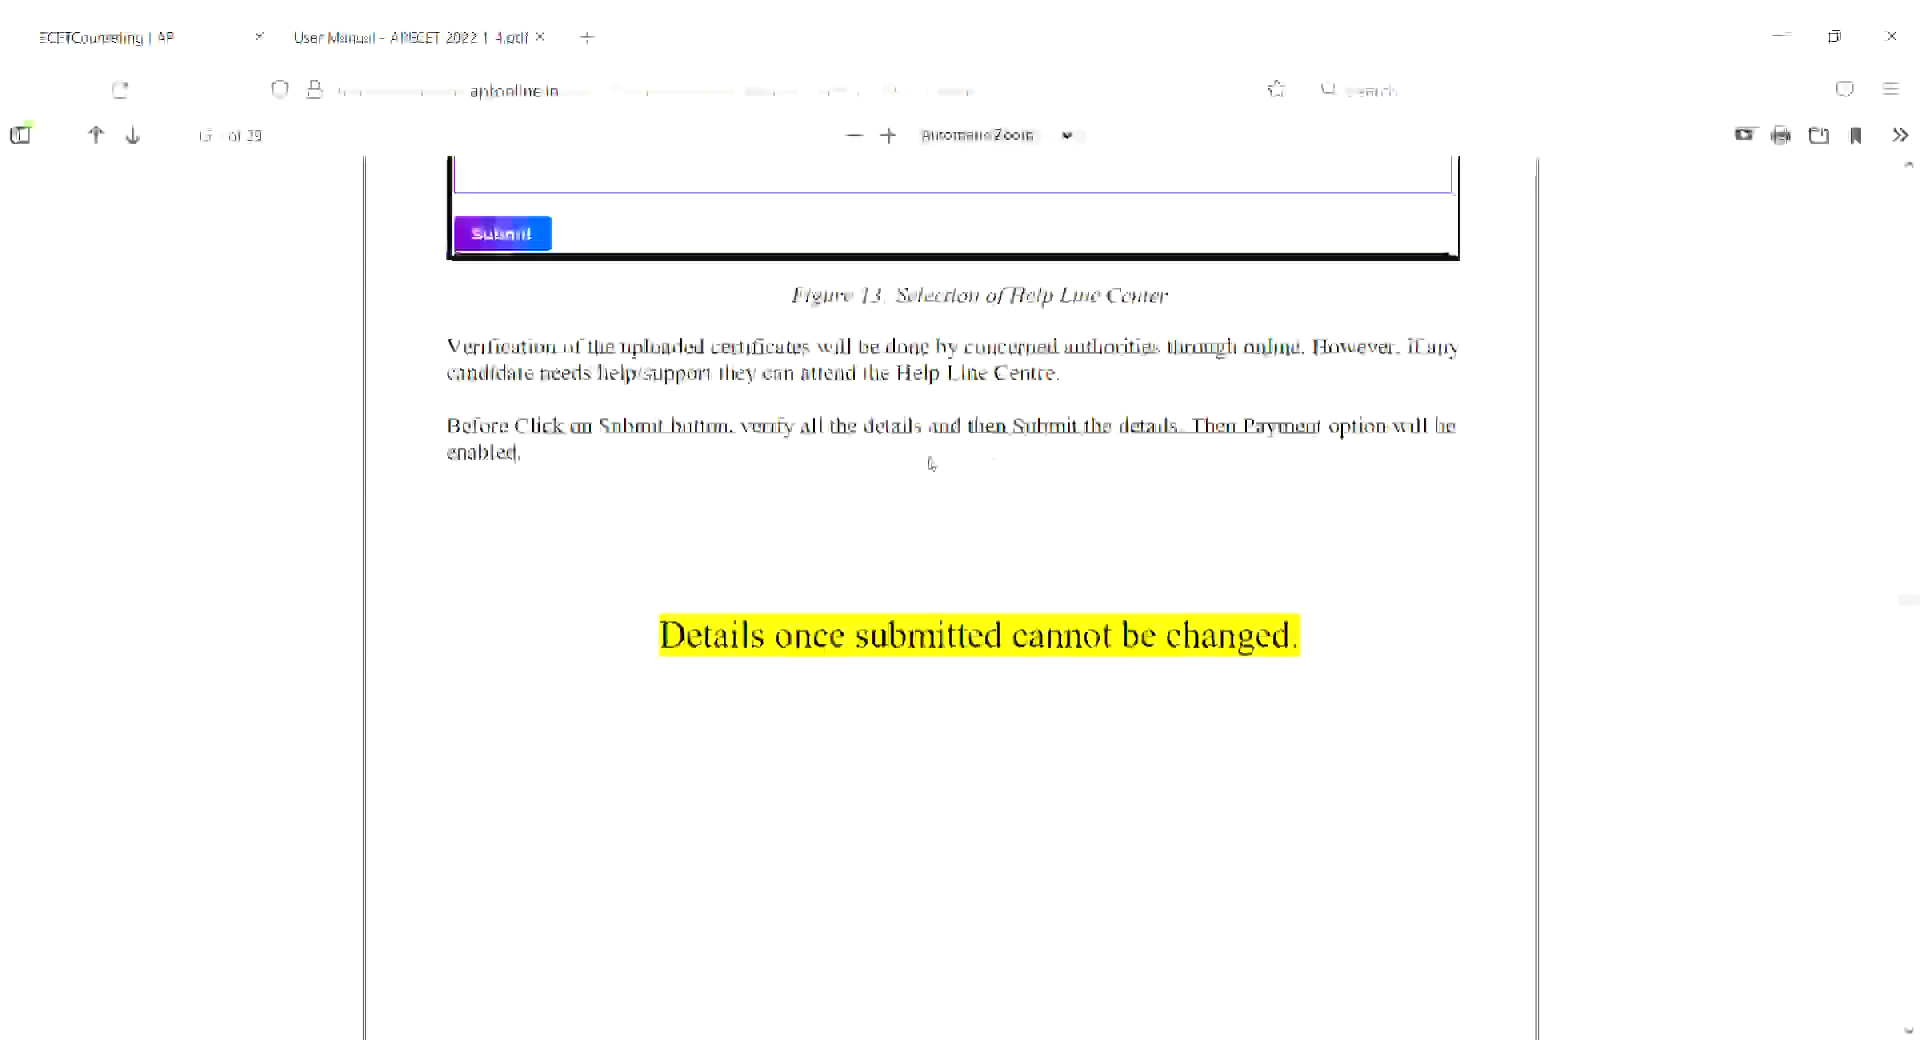 ECETCounseling | AP
User Manual - APECET 2022 1 4.pdf
aptonline.in
Search
of 29
Automatic Zoom
Submit
Figure 13. Selection of Help Line Center
Verification of the uploaded certificates will be done by concerned authorities through online. However, if any
candidate needs help/support they can attend the Help Line Centre.
Before Click on Submit button, verify all the details and then Submit the details. Then Payment option will be
enabled.
Details once submitted cannot be changed.